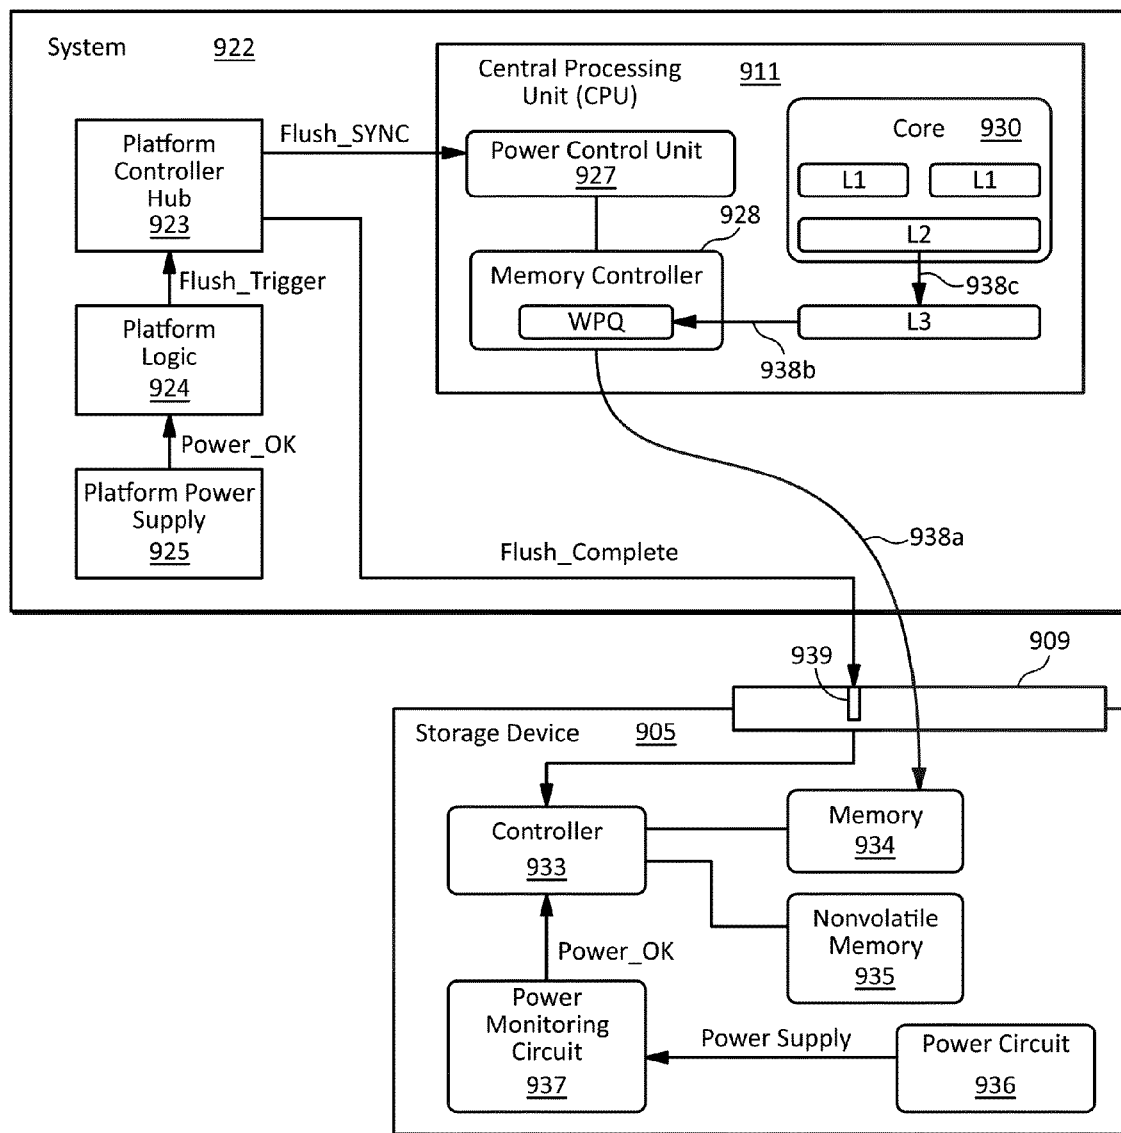 System 922
Central Processing
Unit (CPU)
911
Core 930
L1 L1
L2
938c
L3
938b
Platform
Controller
Hub
923
Flush_SYNC
Power Control Unit
927
928
Memory Controller
WPQ
Flush_Trigger
Platform
Logic
924
Power_OK
Platform Power
Supply
925
Flush_Complete
938a
939
909
Storage Device 905
Controller
933
Memory
934
Nonvolatile
Memory
935
Power_OK
Power
Monitoring
Circuit
937
Power Supply
Power Circuit
936